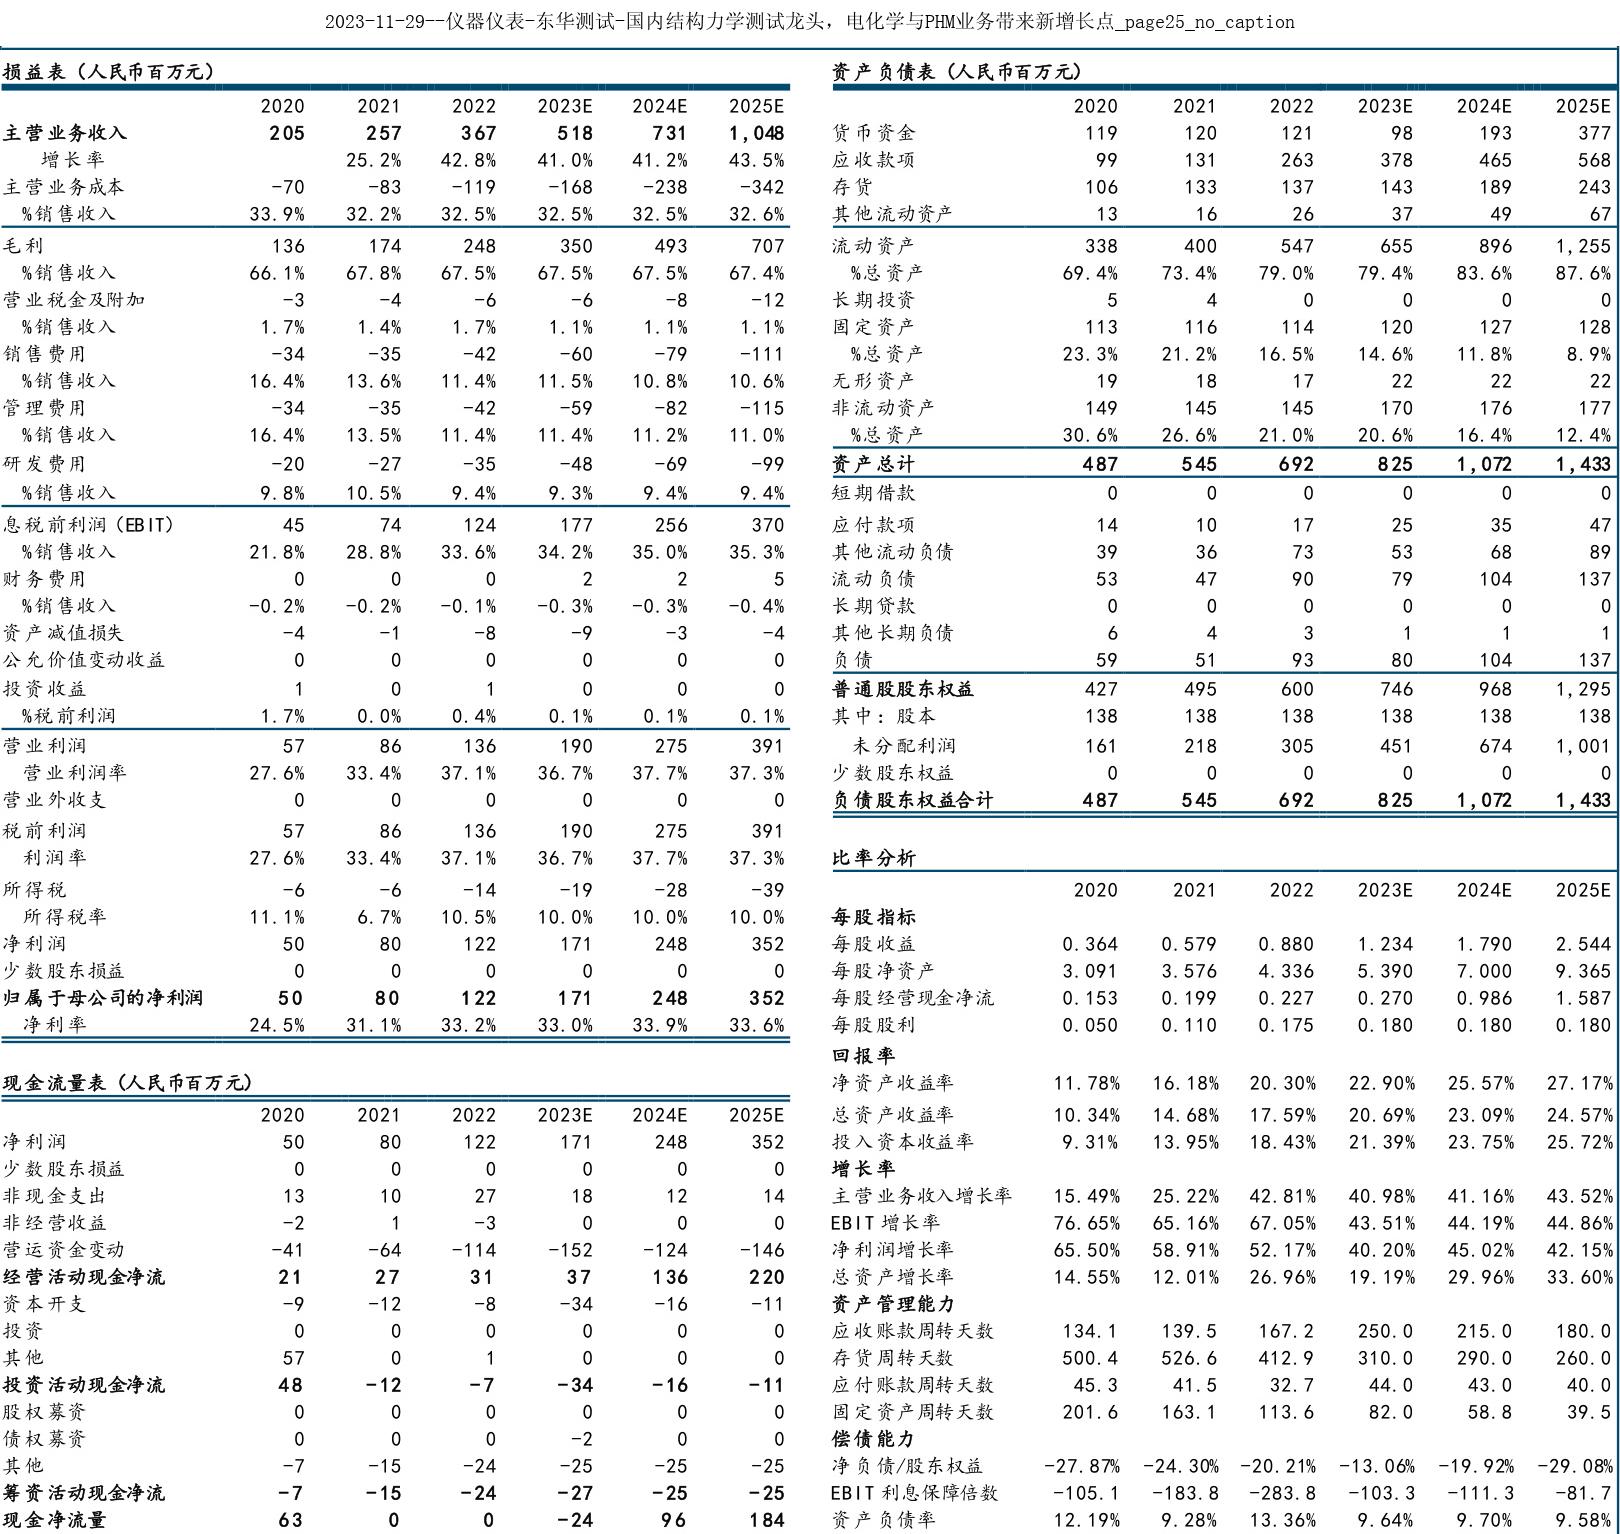 2023-11-29--仪器仪表-东华测试-国内结构力学测试龙头，电化学与PHM业务带来新增长点_page25_no_caption
损益表（人民币百万元）
2020 2021 2022 2023E 2024E 2025E
主营业务收入 205 257 367 518 731 1,048
增长率 25.2% 42.8% 41.0% 41.2% 43.5%
主营业务成本 -70 -83 -119 -168 -238 -342
%销售收入 33.9% 32.2% 32.5% 32.5% 32.5% 32.6%
毛利 136 174 248 350 493 707
%销售收入 66.1% 67.8% 67.5% 67.5% 67.5% 67.4%
营业税金及附加 -3 -4 -6 -6 -8 -12
%销售收入 1.7% 1.4% 1.7% 1.1% 1.1% 1.1%
销售费用 -34 -35 -42 -60 -79 -111
%销售收入 16.4% 13.6% 11.4% 11.5% 10.8% 10.6%
管理费用 -34 -35 -42 -59 -82 -115
%销售收入 16.4% 13.5% 11.4% 11.4% 11.2% 11.0%
研发费用 -20 -27 -35 -48 -69 -99
%销售收入 9.8% 10.5% 9.4% 9.3% 9.4% 9.4%
息税前利润（EBIT） 45 74 124 177 256 370
%销售收入 21.8% 28.8% 33.6% 34.2% 35.0% 35.3%
财务费用 0 0 0 2 2 5
%销售收入 -0.2% -0.2% -0.1% -0.3% -0.3% -0.4%
资产减值损失 -4 -1 -8 -9 -3 -4
公允价值变动收益 0 0 0 0 0 0
投资收益 1 0 1 0 0 0
%税前利润 1.7% 0.0% 0.4% 0.1% 0.1% 0.1%
营业利润 57 86 136 190 275 391
营业利润率 27.6% 33.4% 37.1% 36.7% 37.7% 37.3%
营业外收支 0 0 0 0 0 0
税前利润 57 86 136 190 275 391
利润率 27.6% 33.4% 37.1% 36.7% 37.7% 37.3%
所得税 -6 -6 -14 -19 -28 -39
所得税率 11.1% 6.7% 10.5% 10.0% 10.0% 10.0%
净利润 50 80 122 171 248 352
少数股东损益 0 0 0 0 0 0
归属于母公司的净利润 50 80 122 171 248 352
净利率 24.5% 31.1% 33.2% 33.0% 33.9% 33.6%
现金流量表（人民币百万元）
2020 2021 2022 2023E 2024E 2025E
净利润 50 80 122 171 248 352
少数股东损益 0 0 0 0 0 0
非现金支出 13 10 27 18 12 14
非经营收益 -2 1 -3 0 0 0
营运资金变动 -41 -64 -114 -152 -124 -146
经营活动现金净流 21 27 31 37 136 220
资本开支 -9 -12 -8 -34 -16 -11
投资 0 0 0 0 0 0
其他 57 0 1 0 0 0
投资活动现金净流 48 -12 -7 -34 -16 -11
股权募资 0 0 0 0 0 0
债权募资 0 0 0 -2 0 0
其他 -7 -15 -24 -25 -25 -25
筹资活动现金净流 -7 -15 -24 -27 -25 -25
现金净流量 63 0 0 -24 96 184
资产负债表（人民币百万元）
2020 2021 2022 2023E 2024E 2025E
货币资金 119 120 121 98 193 377
应收款项 99 131 263 378 465 568
存货 106 133 137 143 189 243
其他流动资产 13 16 26 37 49 67
流动资产 338 400 547 655 896 1,255
%总资产 69.4% 73.4% 79.0% 79.4% 83.6% 87.6%
长期投资 5 4 0 0 0 0
固定资产 113 116 114 120 127 128
%总资产 23.3% 21.2% 16.5% 14.6% 11.8% 8.9%
无形资产 19 18 17 22 22 22
非流动资产 149 145 145 170 176 177
%总资产 30.6% 26.6% 21.0% 20.6% 16.4% 12.4%
资产总计 487 545 692 825 1,072 1,433
短期借款 0 0 0 0 0 0
应付款项 14 10 17 25 35 47
其他流动负债 39 36 73 53 68 89
流动负债 53 47 90 79 104 137
长期贷款 0 0 0 0 0 0
其他长期负债 6 4 3 1 1 1
负债 59 51 93 80 104 137
普通股股东权益 427 495 600 746 968 1,295
其中：股本 138 138 138 138 138 138
未分配利润 161 218 305 451 674 1,001
少数股东权益 0 0 0 0 0 0
负债股东权益合计 487 545 692 825 1,072 1,433
比率分析
2020 2021 2022 2023E 2024E 2025E
每股指标
每股收益 0.364 0.579 0.880 1.234 1.790 2.544
每股净资产 3.091 3.576 4.336 5.390 7.000 9.365
每股经营现金净流 0.153 0.199 0.227 0.270 0.986 1.587
每股股利 0.050 0.110 0.175 0.180 0.180 0.180
回报率
净资产收益率 11.78% 16.18% 20.30% 22.90% 25.57% 27.17%
总资产收益率 10.34% 14.68% 17.59% 20.69% 23.09% 24.57%
投入资本收益率 9.31% 13.95% 18.43% 21.39% 23.75% 25.72%
增长率
主营业务收入增长率 15.49% 25.22% 42.81% 40.98% 41.16% 43.52%
EBIT增长率 76.65% 65.16% 67.05% 43.51% 44.19% 44.86%
净利润增长率 65.50% 58.91% 52.17% 40.20% 45.02% 42.15%
总资产增长率 14.55% 12.01% 26.96% 19.19% 29.96% 33.60%
资产管理能力
应收账款周转天数 134.1 139.5 167.2 250.0 215.0 180.0
存货周转天数 500.4 526.6 412.9 310.0 290.0 260.0
应付账款周转天数 45.3 41.5 32.7 44.0 43.0 40.0
固定资产周转天数 201.6 163.1 113.6 82.0 58.8 39.5
偿债能力
净负债/股东权益 -27.87% -24.30% -20.21% -13.06% -19.92% -29.08%
EBIT利息保障倍数 -105.1 -183.8 -283.8 -103.3 -111.3 -81.7
资产负债率 12.19% 9.28% 13.36% 9.64% 9.70% 9.58%